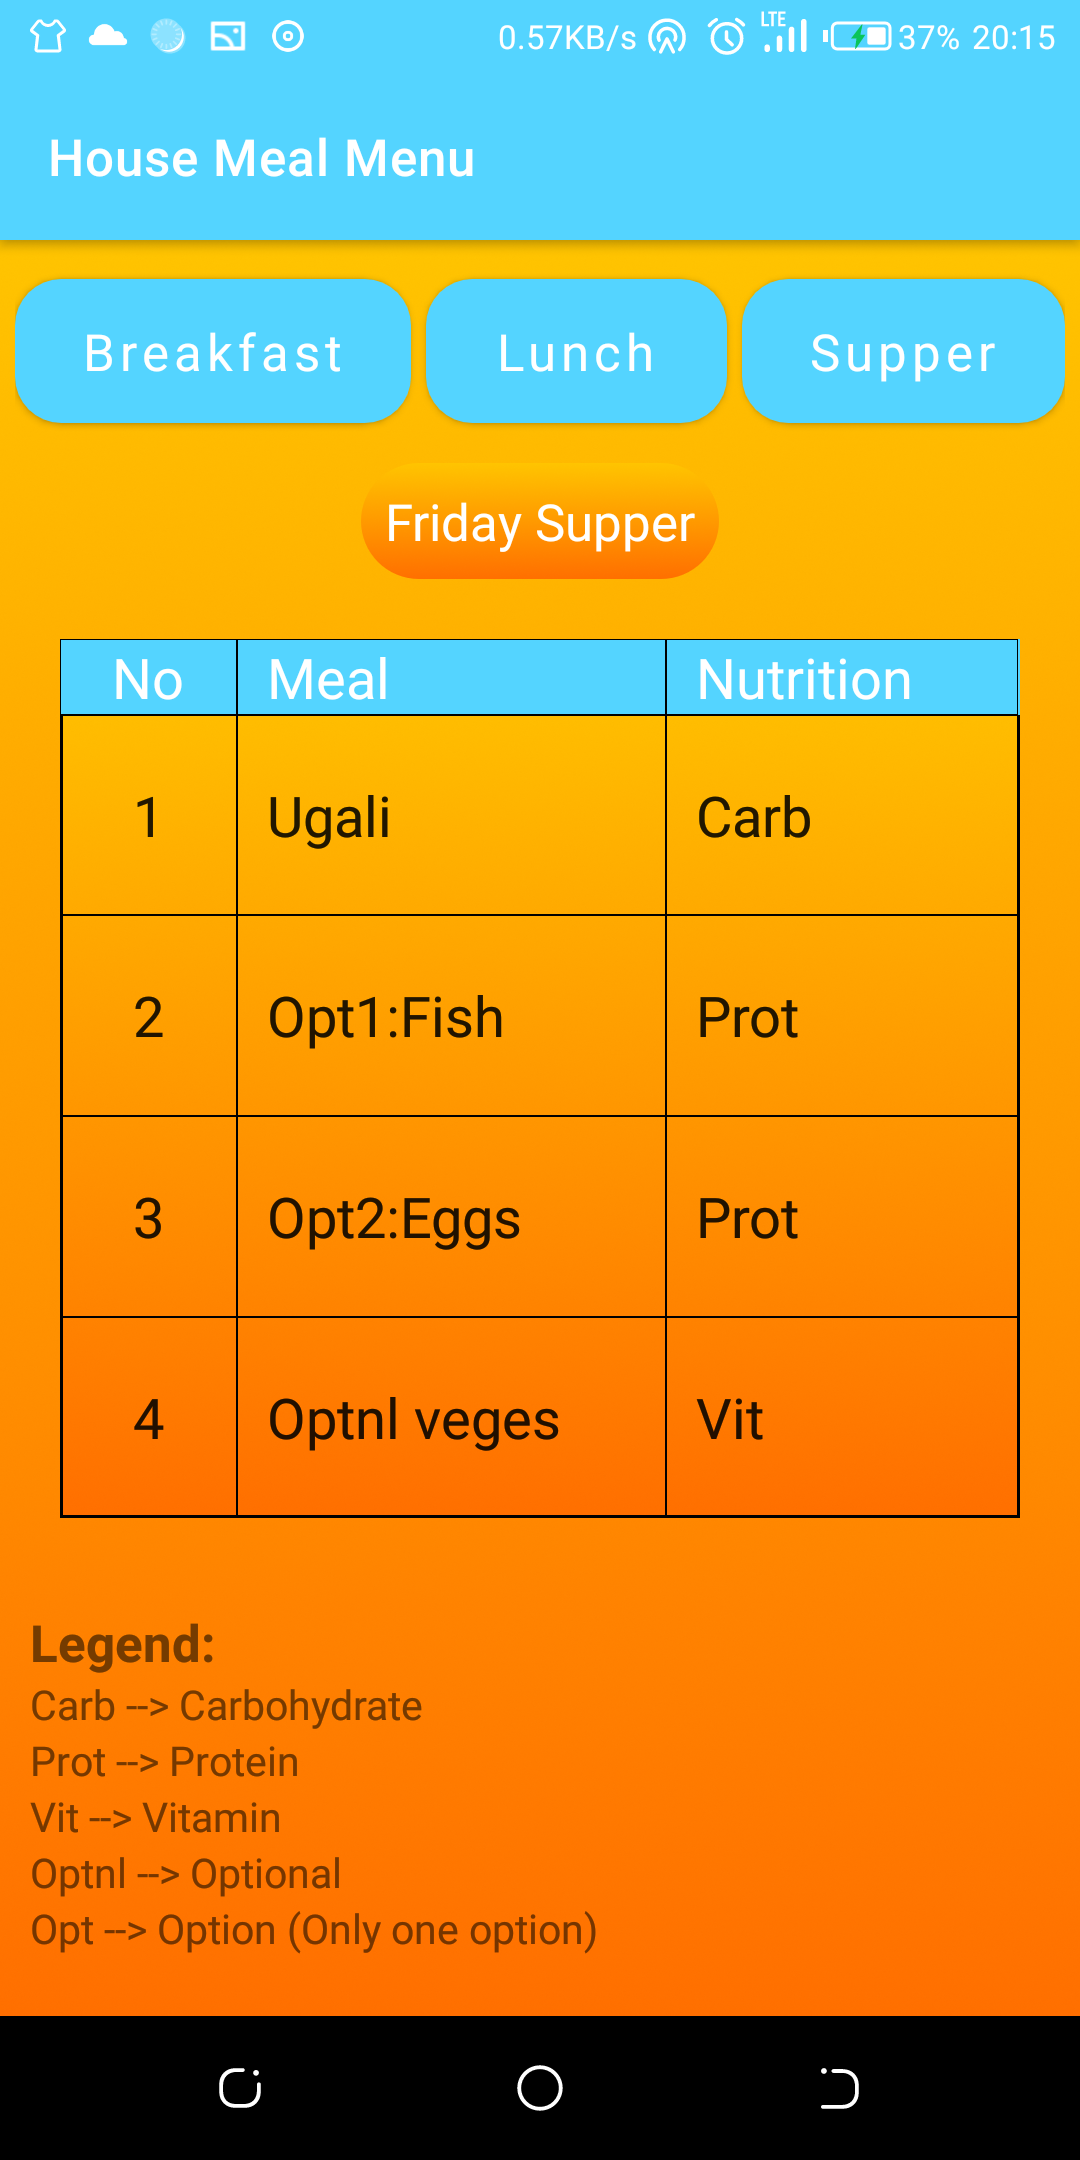 0.57KB/s LTE 37% 20:15
House Meal Menu
Breakfast Lunch Supper
Friday Supper
No Meal Nutrition
1 Ugali Carb
2 Opt1:Fish Prot
3 Opt2:Eggs Prot
4 Optnl veges Vit
Legend:
Carb --> Carbohydrate
Prot --> Protein
Vit --> Vitamin
Optnl --> Optional
Opt --> Option (Only one option)